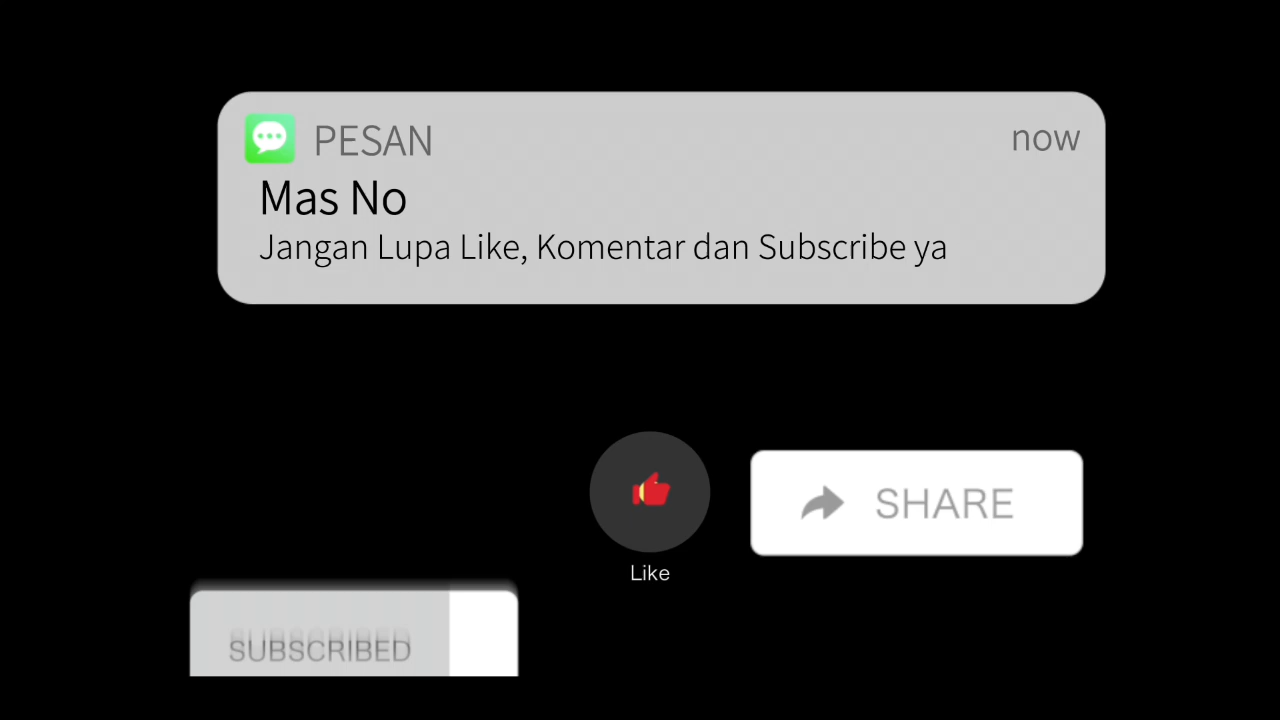 PESAN
now
Mas No
Jangan Lupa Like, Komentar dan Subscribe ya
SHARE
Like
SUBSCRIBED